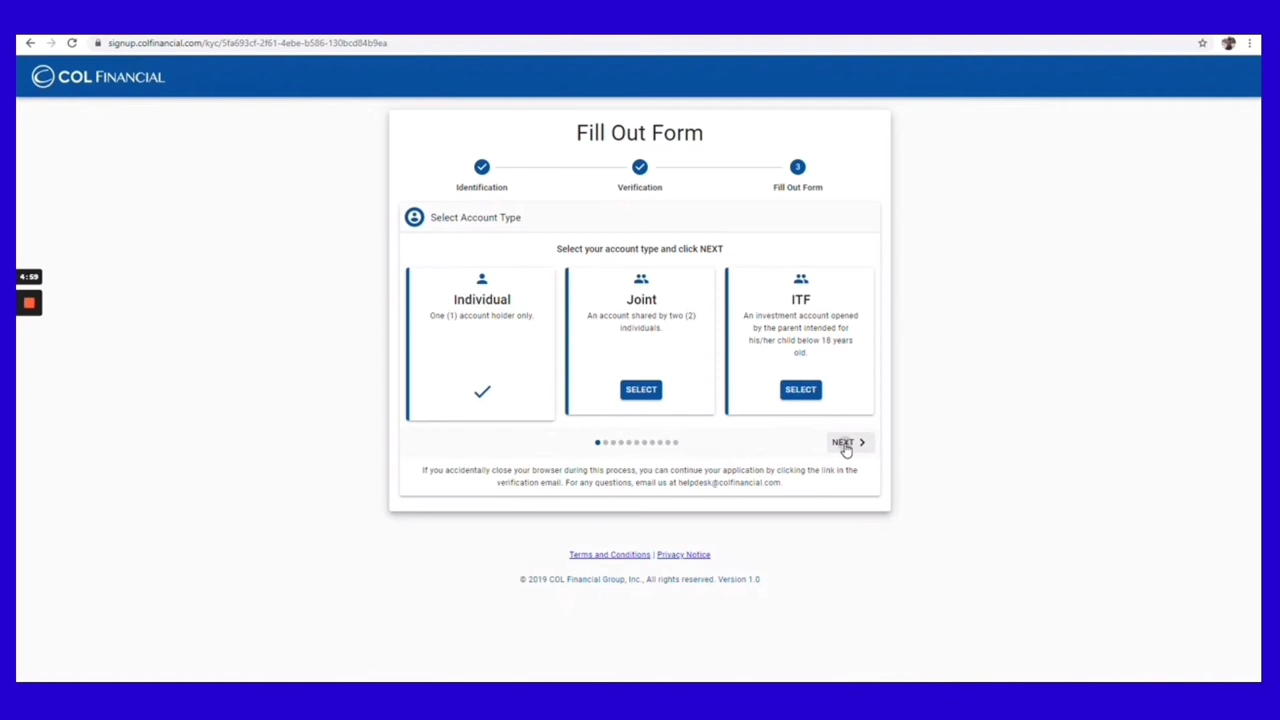 signup.colfinancial.com/kyc/5fa693cf-2f61-4ebe-b586-130bcd84b9ea
COL FINANCIAL
Fill Out Form
3
Identification
Verification
Fill Out Form
Select Account Type
Select your account type and click NEXT
4:59
Individual
One (1) account holder only.
Joint
An account shared by two (2)
individuals.
SELECT
ITF
An investment account opened
by the parent intended for
his/her child below 18 years
old.
SELECT
NEXT
If you accidentally close your browser during this process, you can continue your application by clicking the link in the
verification email. For any questions, email us at helpdesk@colfinancial.com.
Terms and Conditions | Privacy Notice
© 2019 COL Financial Group, Inc., All rights reserved. Version 1.0